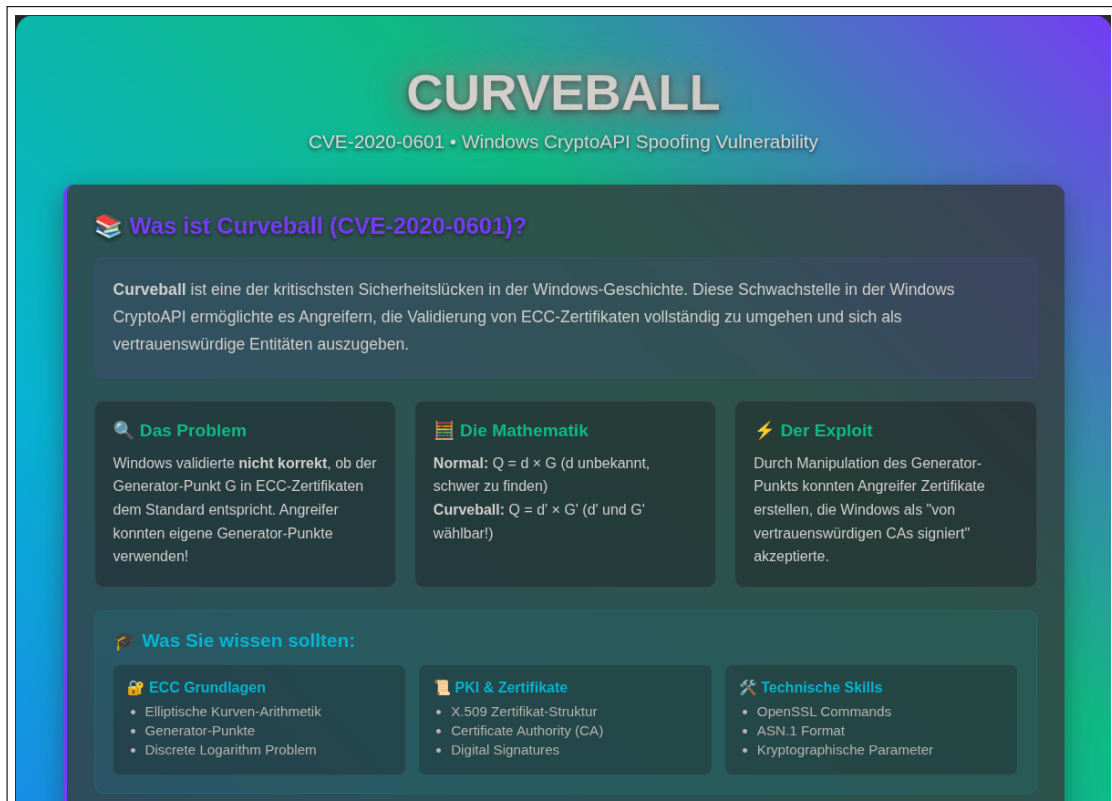 CURVEBALL
CVE-2020-0601 • Windows CryptoAPI Spoofing Vulnerability
📚 Was ist Curveball (CVE-2020-0601)?
Curveball ist eine der kritischsten Sicherheitslücken in der Windows-Geschichte. Diese Schwachstelle in der Windows
CryptoAPI ermöglichte es Angreifern, die Validierung von ECC-Zertifikaten vollständig zu umgehen und sich als
vertrauenswürdige Entitäten auszugeben.
🔍 Das Problem
Windows validierte nicht korrekt, ob der
Generator-Punkt G in ECC-Zertifikaten
dem Standard entspricht. Angreifer
konnten eigene Generator-Punkte
verwenden!
🧮 Die Mathematik
Normal: Q = d × G (d unbekannt,
schwer zu finden)
Curveball: Q = d' × G' (d' und G'
wählbar!)
⚡ Der Exploit
Durch Manipulation des Generator-
Punkts konnten Angreifer Zertifikate
erstellen, die Windows als "von
vertrauenswürdigen CAs signiert"
akzeptierte.
🎓 Was Sie wissen sollten:
🔐 ECC Grundlagen
• Elliptische Kurven-Arithmetik
• Generator-Punkte
• Discrete Logarithm Problem
📜 PKI & Zertifikate
• X.509 Zertifikat-Struktur
• Certificate Authority (CA)
• Digital Signatures
🛠️ Technische Skills
• OpenSSL Commands
• ASN.1 Format
• Kryptographische Parameter